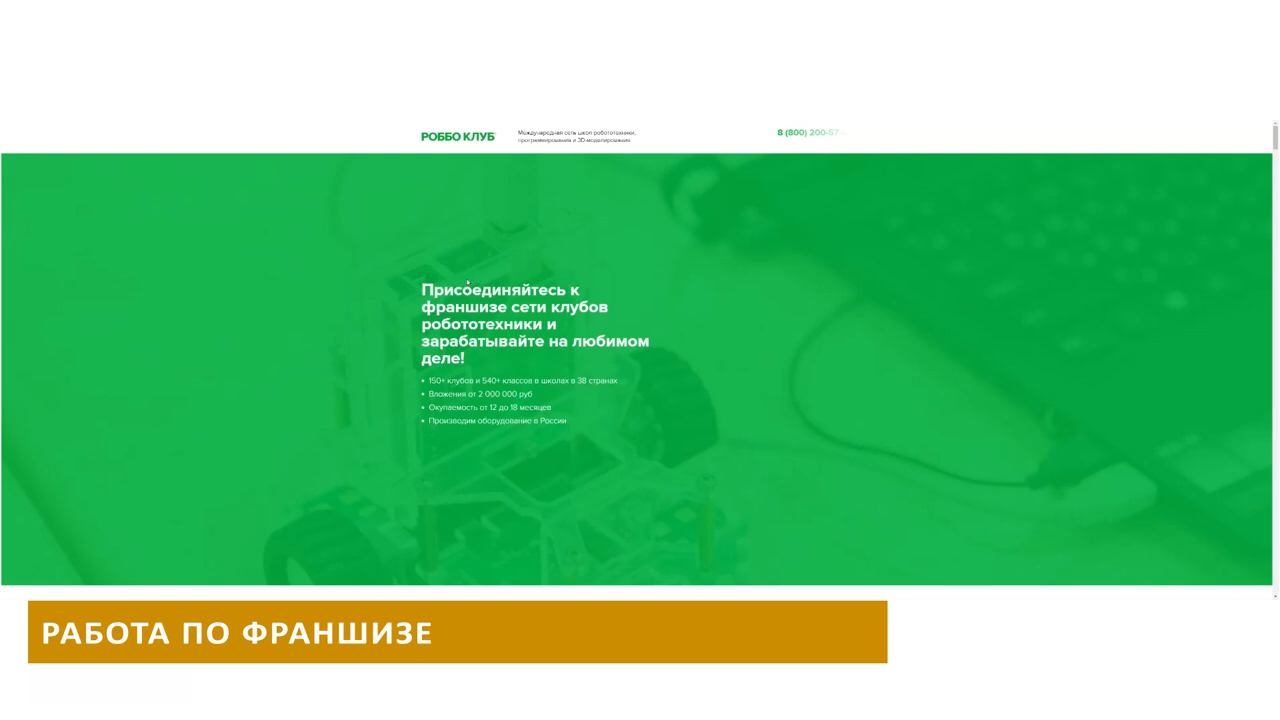 РОББО КЛУБ
Международная сеть школ робототехники,
программирования и 3D-моделирования
8 (800) 200-57-
Присоединяйтесь к
франшизе сети клубов
робототехники и
зарабатывайте на любимом
деле!
• 150+ клубов и 540+ классов в школах в 38 странах
• Вложения от 2 000 000 руб
• Окупаемость от 12 до 18 месяцев
• Производим оборудование в России
РАБОТА ПО ФРАНШИЗЕ